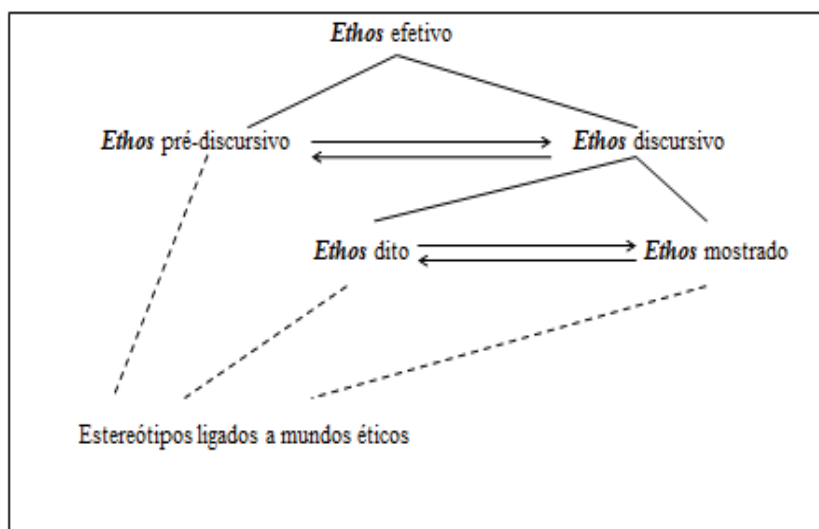 Ethos efetivo
Ethos pré-discursivo
Ethos discursivo
Ethos dito
Ethos mostrado
Estereótipos ligados a mundos éticos